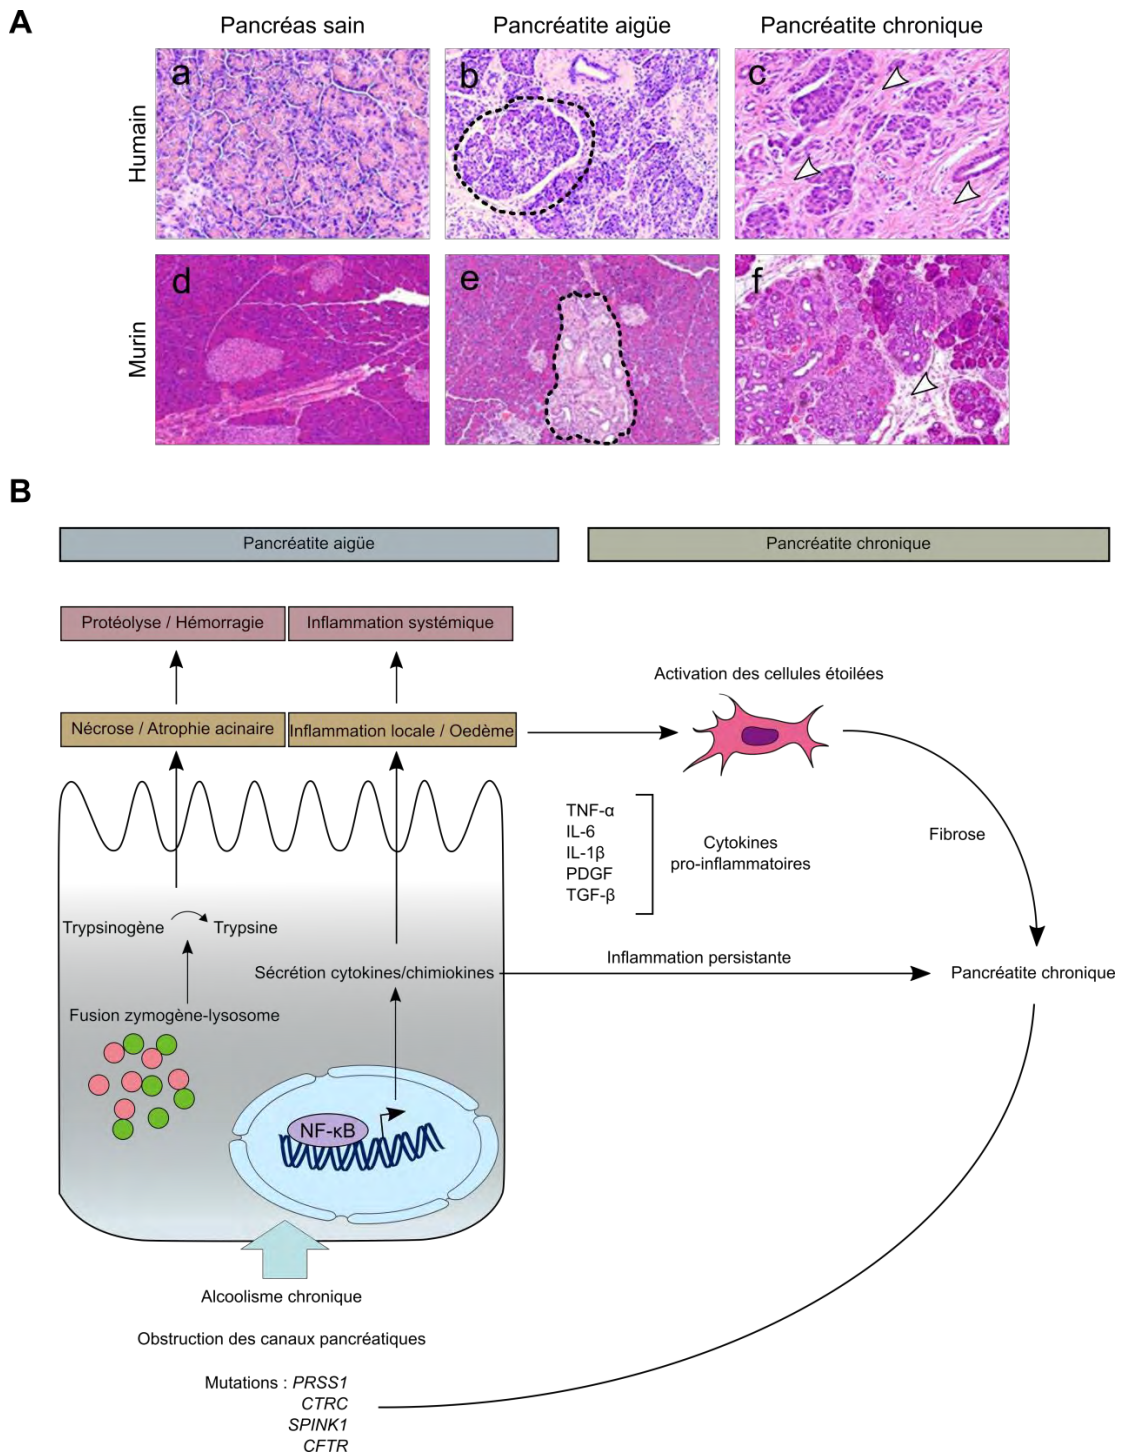 A
Pancréas sain
Pancréatite aigüe
Pancréatite chronique
Humain
a
b
c
Murin
d
e
f
B
Pancréatite aigüe
Pancréatite chronique
Protéolyse / Hémorragie
Inflammation systémique
Activation des cellules étoilées
Nécrose / Atrophie acinaire
Inflammation locale / Oedème
TNF-α
IL-6
IL-1β
PDGF
TGF-β
Cytokines
pro-inflammatoires
Fibrose
Trypsinogène
Trypsine
Sécrétion cytokines/chimiokines
Inflammation persistante
Pancréatite chronique
Fusion zymogène-lysosome
NF-κB
Alcoolisme chronique
Obstruction des canaux pancréatiques
Mutations : PRSS1
CTRC
SPINK1
CFTR